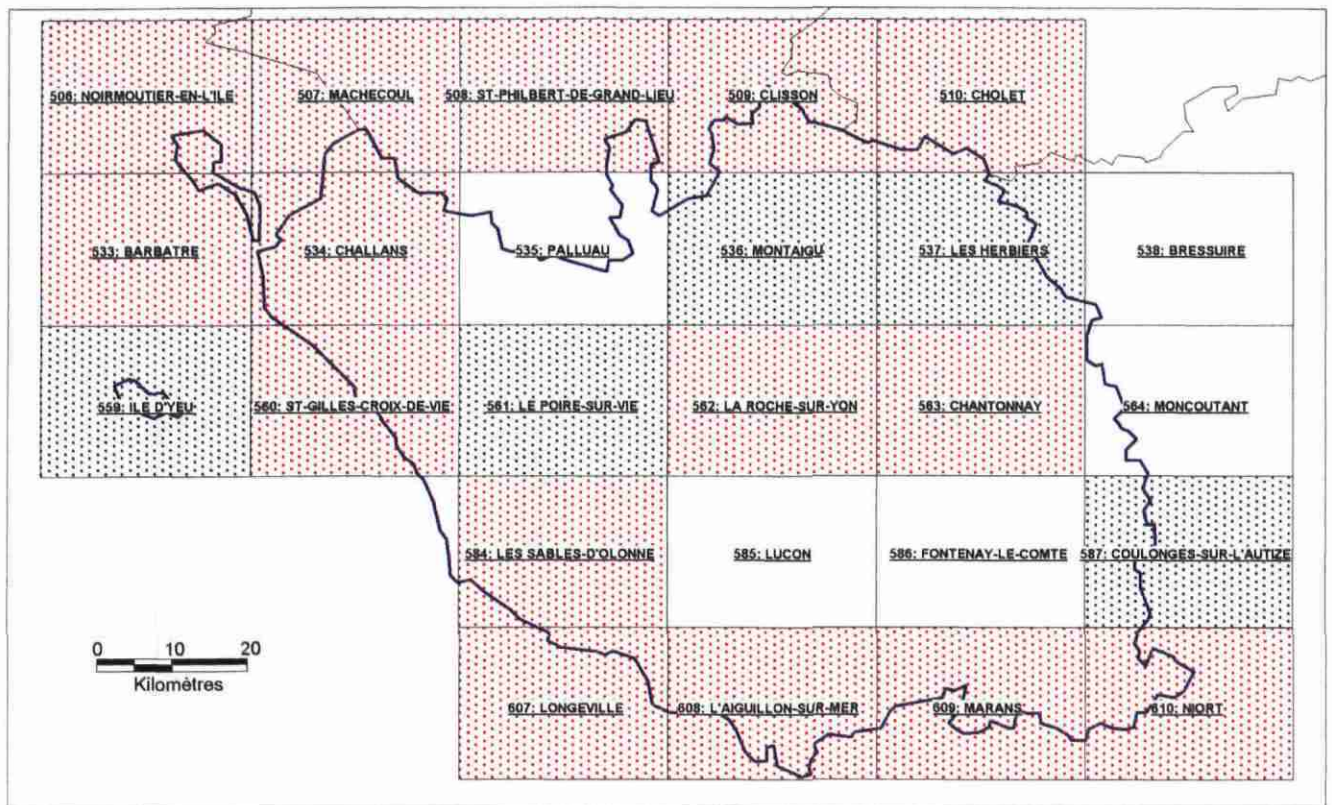 506: NOIRMOUTIER-EN-L'ILE
507: MACHECOUL
508: ST-PHILBERT-DE-GRAND-LIEU
509: CLISSON
510: CHOLET
533: BARBATRE
534: CHALLANS
535: PALLUAU
536: MONTAIGU
537: LES HERBIERS
538: BRESSUIRE
559: ILE D'YEU
560: ST-GILLES-CROIX-DE-VIE
561: LE POIRE-SUR-VIE
562: LA ROCHE-SUR-YON
563: CHANTONNAY
564: MONCOUTANT
584: LES SABLES-D'OLONNE
585: LUCON
586: FONTENAY-LE-COMTE
587: COULONGES-SUR-L'AUTIZE
0 10 20
Kilomètres
607: LONGEVILLE
608: L'AIGUILLON-SUR-MER
609: MARANS
610: NIORT